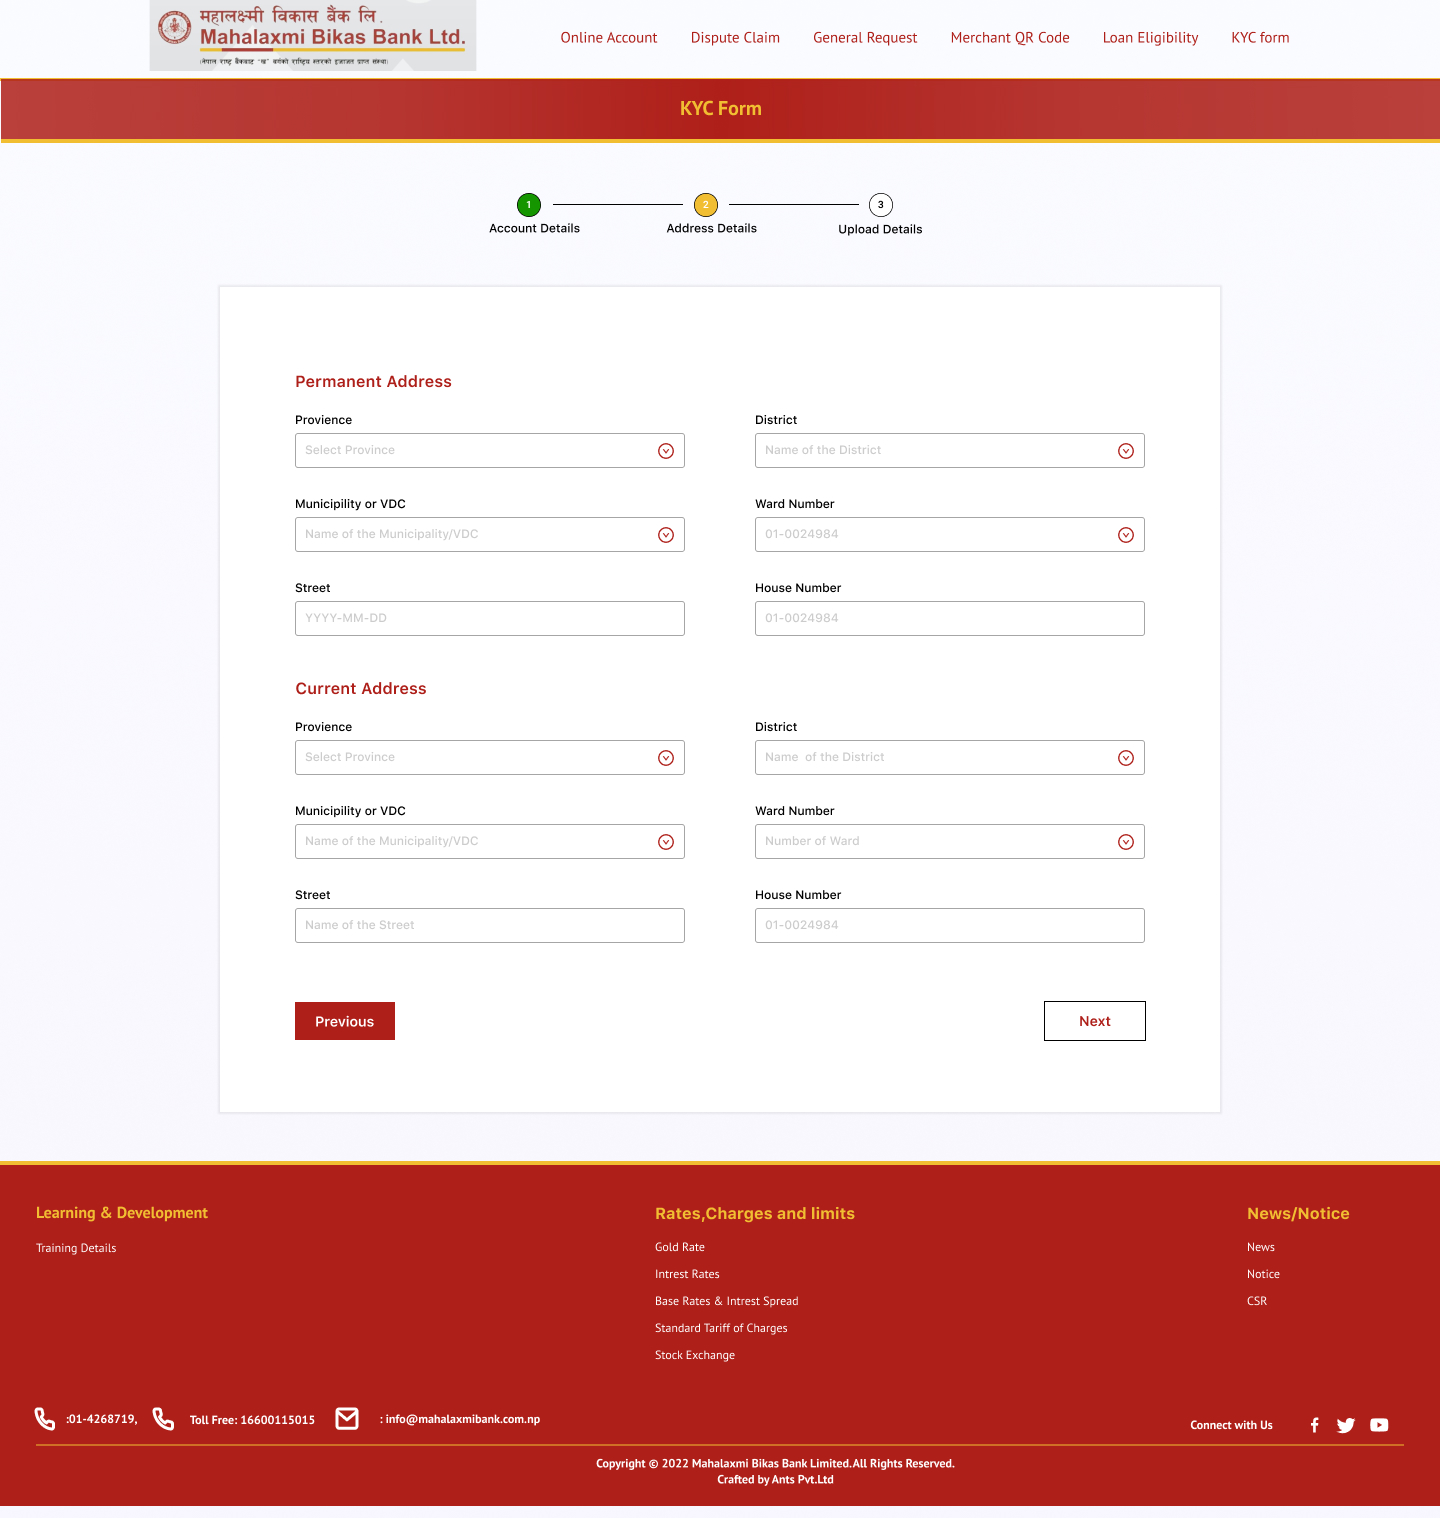 महालक्ष्मी विकास बैंक लि.
Mahalaxmi Bikas Bank Ltd.
(नेपाल राष्ट्र बैंकबाट "ख" वर्गको राष्ट्रिय स्तरको इजाजत प्राप्त संस्था)
Online Account
Dispute Claim
General Request
Merchant QR Code
Loan Eligibility
KYC form
KYC Form
1
2
3
Account Details
Address Details
Upload Details
Permanent Address
Provience
District
Select Province
Name of the District
Municipility or VDC
Ward Number
Name of the Municipality/VDC
01-0024984
Street
House Number
YYYY-MM-DD
01-0024984
Current Address
Provience
District
Select Province
Name  of the District
Municipility or VDC
Ward Number
Name of the Municipality/VDC
Number of Ward
Street
House Number
Name of the Street
01-0024984
Previous
Next
Learning & Development
Training Details
Rates,Charges and limits
Gold Rate
Intrest Rates
Base Rates & Intrest Spread
Standard Tariff of Charges
Stock Exchange
News/Notice
News
Notice
CSR
:01-4268719,
Toll Free: 16600115015
: info@mahalaxmibank.com.np
Connect with Us
Copyright © 2022 Mahalaxmi Bikas Bank Limited.All Rights Reserved.
Crafted by Ants Pvt.Ltd